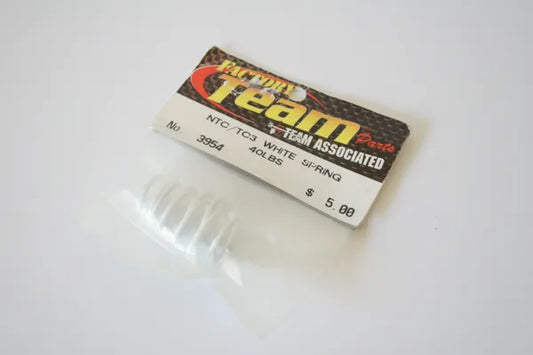 FACTORY
Team
Parts
TEAM ASSOCIATED
NTC/TC3 WHITE SPRING
No. 3954 40LBS
$ 5.00